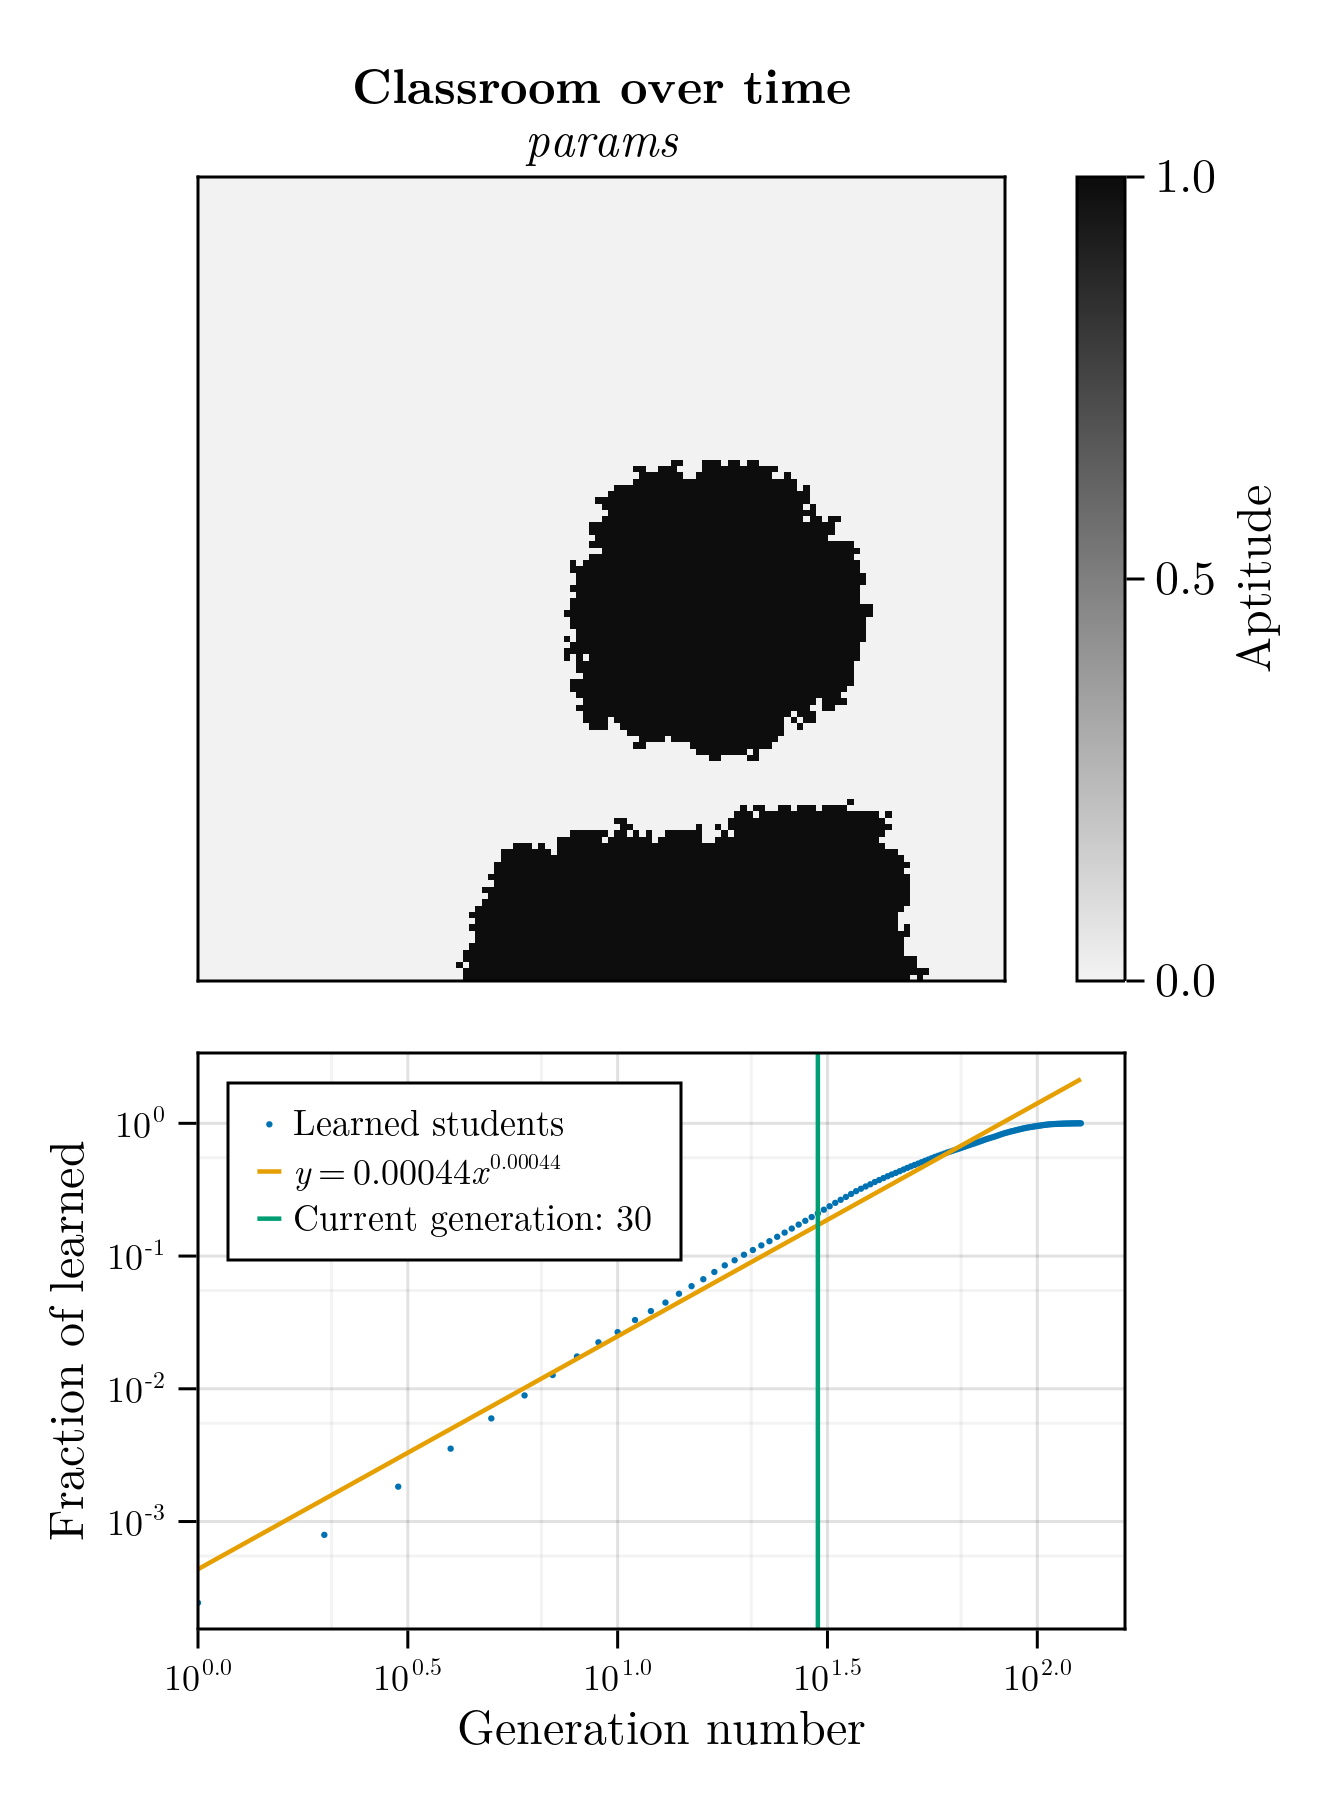 Classroom over time
params
1.0
0.5
0.0
Aptitude
Learned students
y = 0.00044x^0.00044
Current generation: 30
10^0
10^-1
10^-2
10^-3
Fraction of learned
10^0.0 10^0.5 10^1.0 10^1.5 10^2.0
Generation number